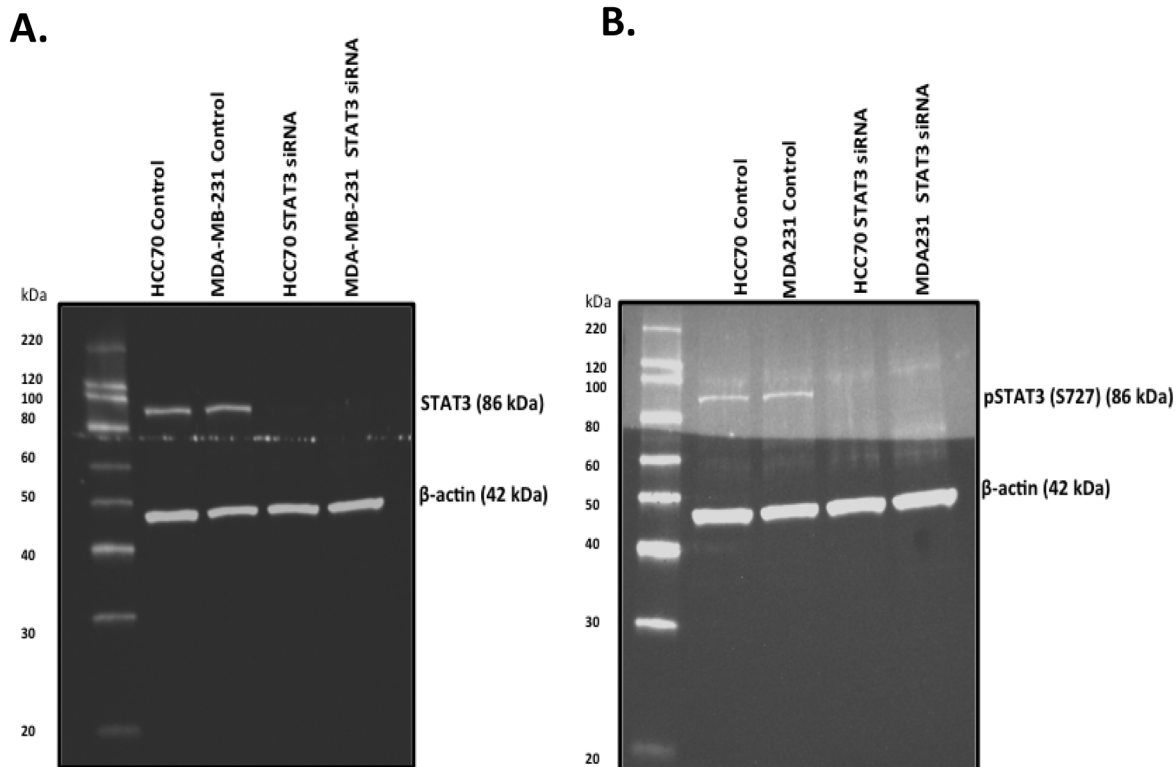 A.
HCC70 Control
MDA-MB-231 Control
HCC70 STAT3 siRNA
MDA-MB-231 STAT3 siRNA
kDa
220
120
100
80
60
50
40
30
20
STAT3 (86 kDa)
β-actin (42 kDa)
B.
HCC70 Control
MDA231 Control
HCC70 STAT3 siRNA
MDA231 STAT3 siRNA
kDa
220
120
100
80
60
50
40
30
20
pSTAT3 (S727) (86 kDa)
β-actin (42 kDa)